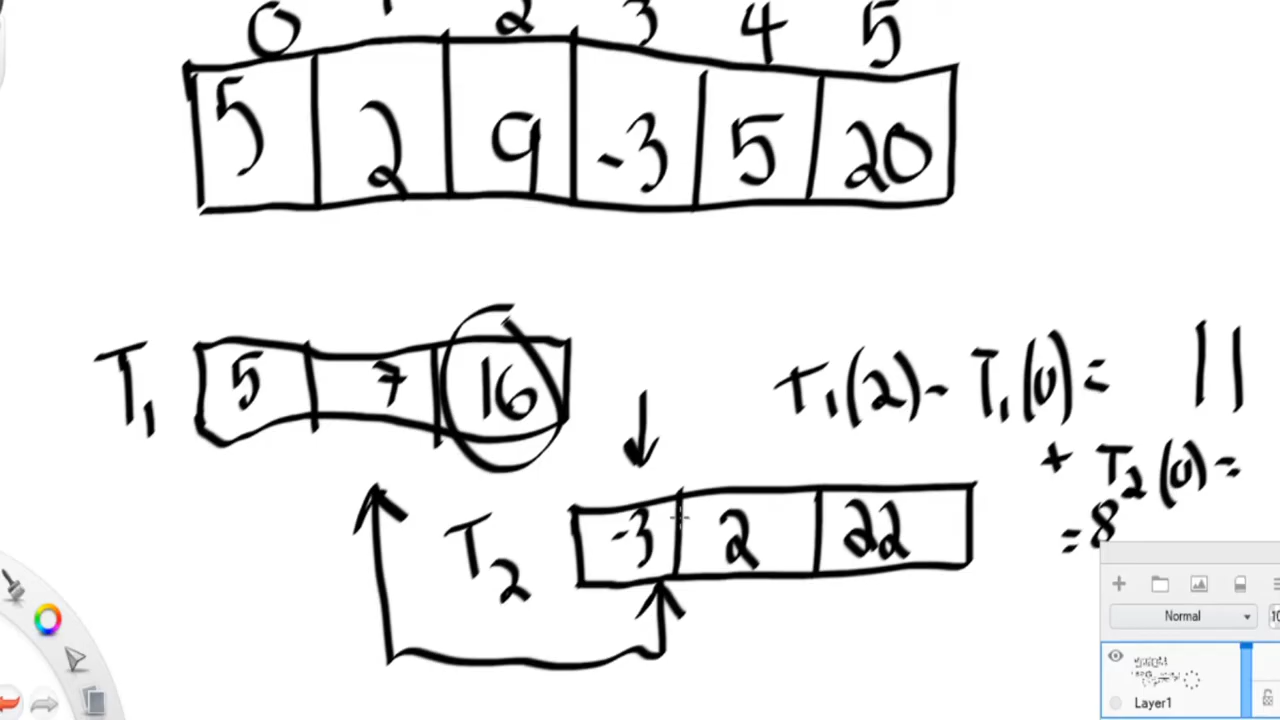 0 1 2 3 4 5
5 2 9 -3 5 20
T1 5 7 16
T1(2) - T1(0) = 11
+ T2(0) =
= 8
T2 -3 2 22
Normal
Layer1